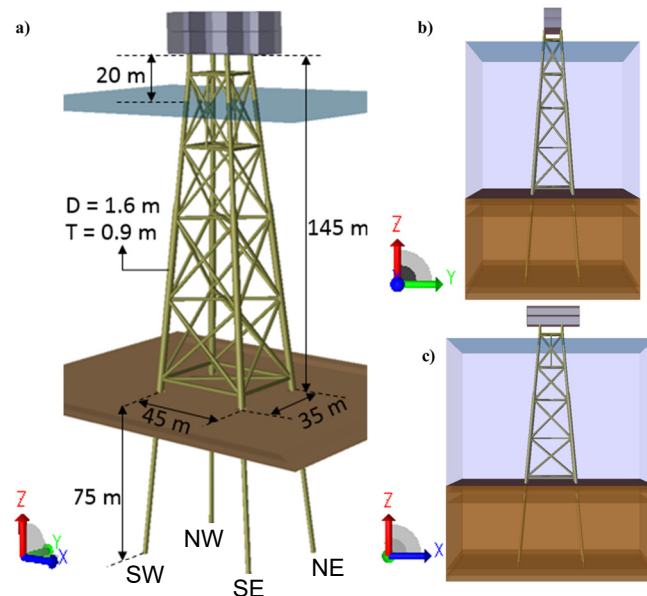 a)
20 m
D = 1.6 m
T = 0.9 m
145 m
45 m
35 m
75 m
NW
SW
SE
NE
Z
Y
X
b)
Z
Y
c)
Z
X